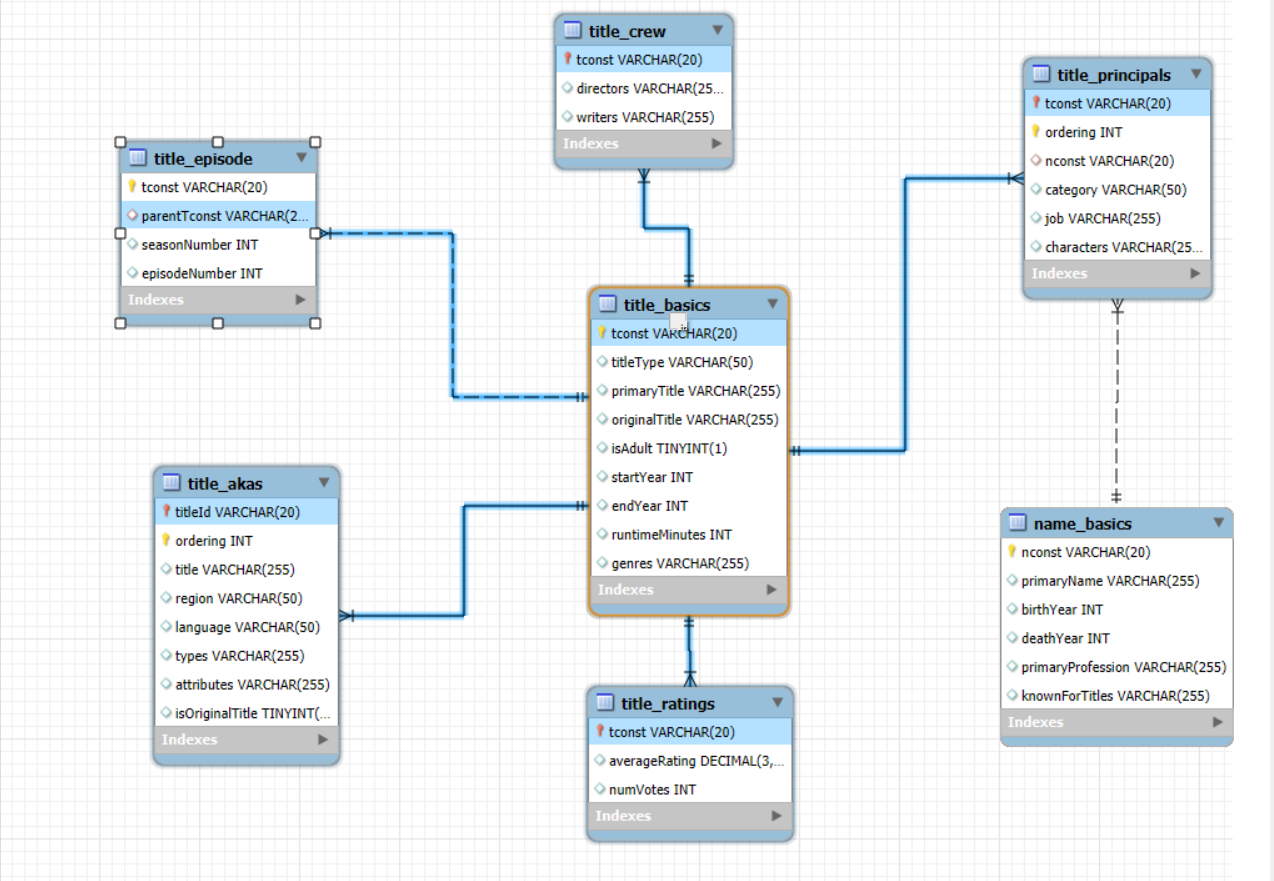 title_crew
tconst VARCHAR(20)
directors VARCHAR(25...
writers VARCHAR(255)
Indexes
title_principals
tconst VARCHAR(20)
ordering INT
nconst VARCHAR(20)
category VARCHAR(50)
job VARCHAR(255)
characters VARCHAR(25...
Indexes
title_episode
tconst VARCHAR(20)
parentTconst VARCHAR(2...
seasonNumber INT
episodeNumber INT
Indexes
title_basics
tconst VARCHAR(20)
titleType VARCHAR(50)
primaryTitle VARCHAR(255)
originalTitle VARCHAR(255)
isAdult TINYINT(1)
startYear INT
endYear INT
runtimeMinutes INT
genres VARCHAR(255)
Indexes
title_akas
titleId VARCHAR(20)
ordering INT
title VARCHAR(255)
region VARCHAR(50)
language VARCHAR(50)
types VARCHAR(255)
attributes VARCHAR(255)
isOriginalTitle TINYINT(...
Indexes
name_basics
nconst VARCHAR(20)
primaryName VARCHAR(255)
birthYear INT
deathYear INT
primaryProfession VARCHAR(255)
knownForTitles VARCHAR(255)
Indexes
title_ratings
tconst VARCHAR(20)
averageRating DECIMAL(3,...
numVotes INT
Indexes